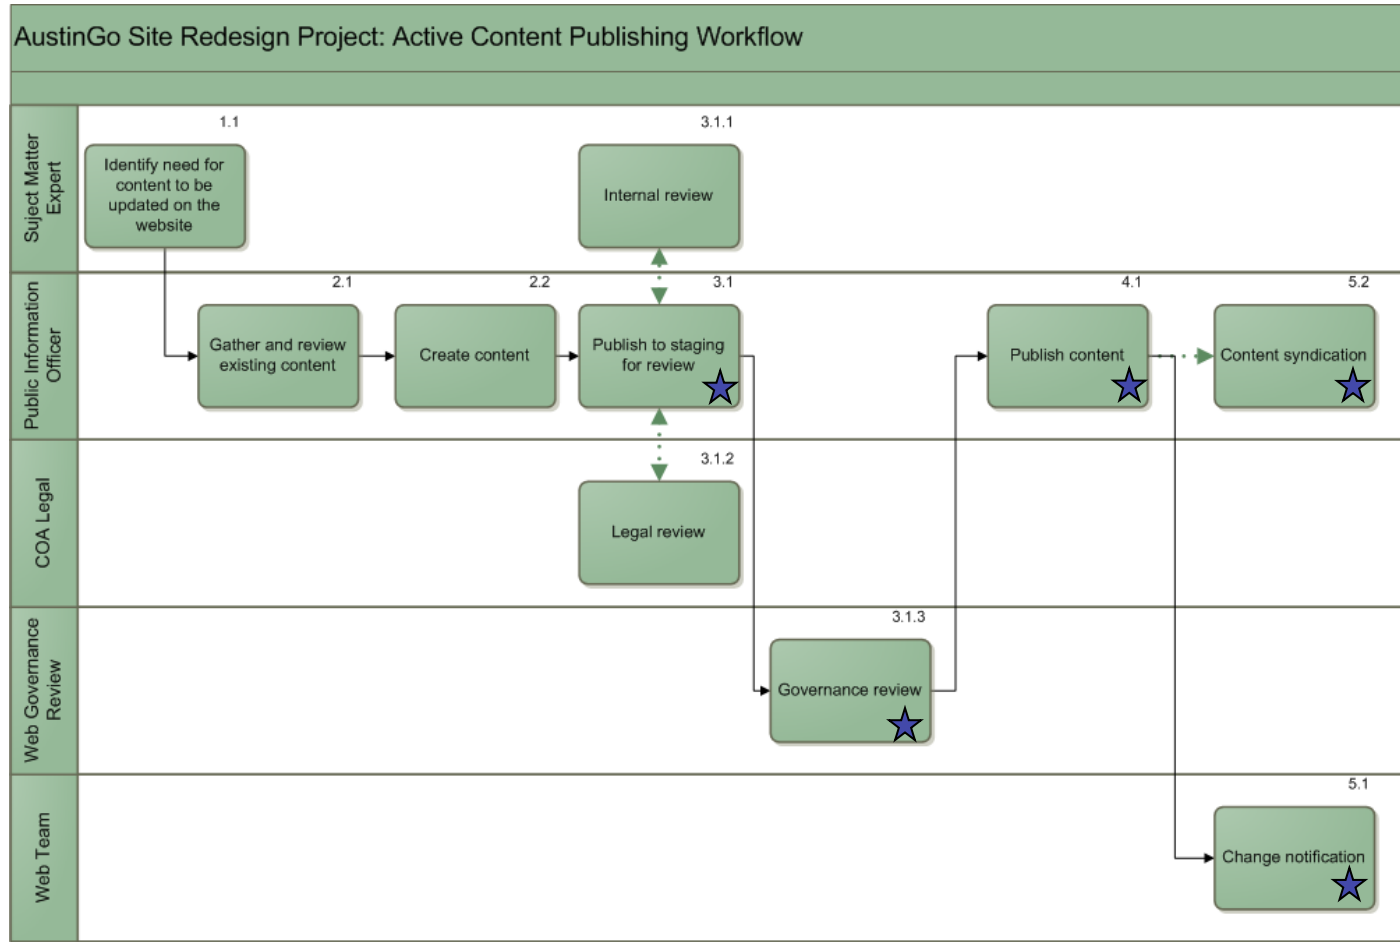 AustinGo Site Redesign Project: Active Content Publishing Workflow
Suject Matter
Expert
1.1
Identify need for
content to be
updated on the
website
3.1.1
Internal review
Public Information
Officer
2.1
Gather and review
existing content
2.2
Create content
3.1
Publish to staging
for review
4.1
Publish content
5.2
Content syndication
COA Legal
3.1.2
Legal review
Web Governance
Review
3.1.3
Governance review
Web Team
5.1
Change notification